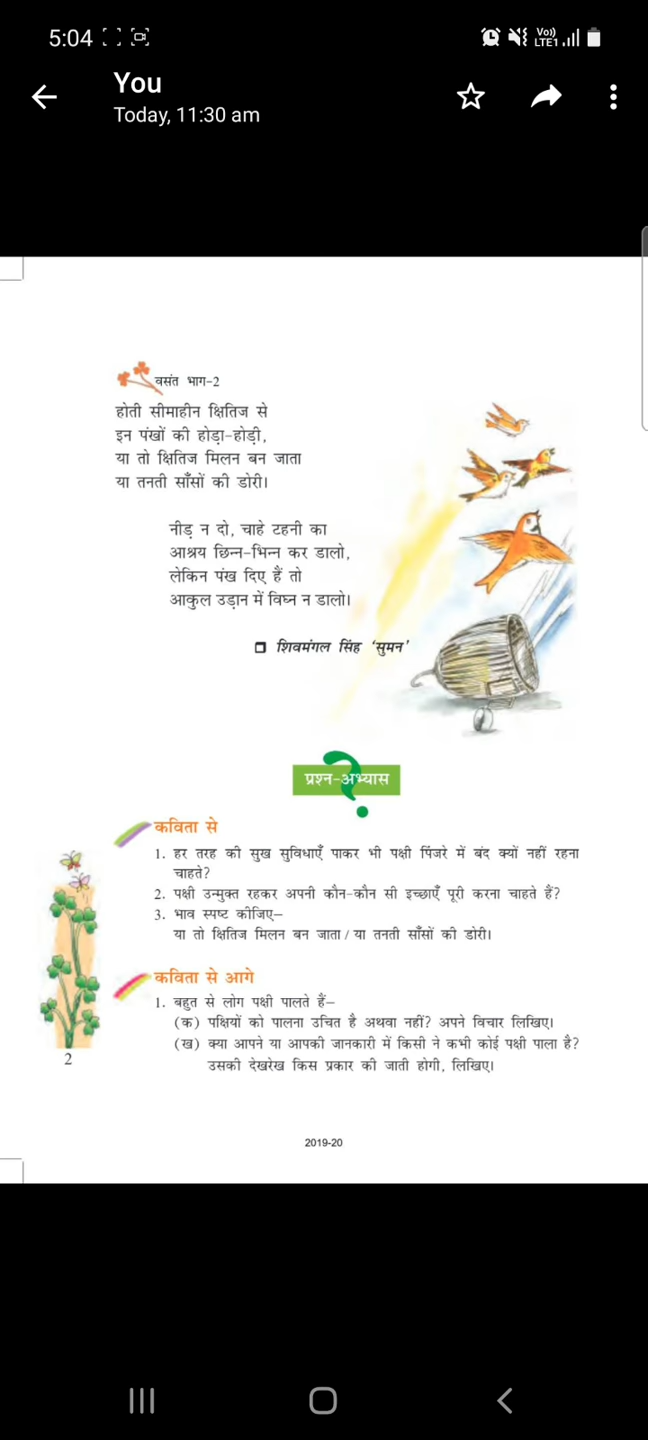 5:04
Vo))
LTE1
You
Today, 11:30 am
वसंत भाग-2
होती सीमाहीन क्षितिज से
इन पंखों की होड़ा-होड़ी,
या तो क्षितिज मिलन बन जाता
या तनती साँसों की डोरी।
नीड़ न दो, चाहे टहनी का
आश्रय छिन्न-भिन्न कर डालो,
लेकिन पंख दिए हैं तो
आकुल उड़ान में विघ्न न डालो।
❒ शिवमंगल सिंह ‘सुमन’
?
प्रश्न-अभ्यास
कविता से
1. हर तरह की सुख सुविधाएँ पाकर भी पक्षी पिंजरे में बंद क्यों नहीं रहना
चाहते?
2. पक्षी उन्मुक्त रहकर अपनी कौन-कौन सी इच्छाएँ पूरी करना चाहते हैं?
3. भाव स्पष्ट कीजिए–
या तो क्षितिज मिलन बन जाता / या तनती साँसों की डोरी।
कविता से आगे
1. बहुत से लोग पक्षी पालते हैं–
(क) पक्षियों को पालना उचित है अथवा नहीं? अपने विचार लिखिए।
(ख) क्या आपने या आपकी जानकारी में किसी ने कभी कोई पक्षी पाला है?
उसकी देखरेख किस प्रकार की जाती होगी, लिखिए।
2
2019-20